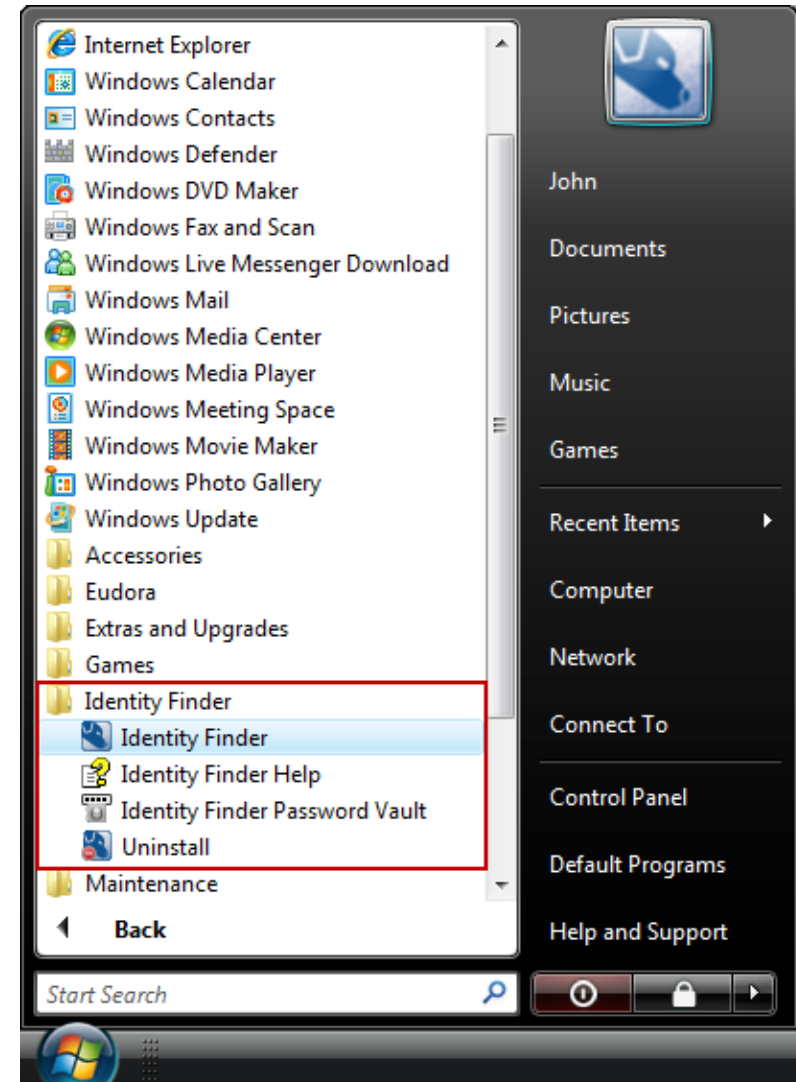 Internet Explorer
Windows Calendar
Windows Contacts
Windows Defender
Windows DVD Maker
Windows Fax and Scan
Windows Live Messenger Download
Windows Mail
Windows Media Center
Windows Media Player
Windows Meeting Space
Windows Movie Maker
Windows Photo Gallery
Windows Update
Accessories
Eudora
Extras and Upgrades
Games
Identity Finder
Identity Finder
Identity Finder Help
Identity Finder Password Vault
Uninstall
Maintenance
Back
Start Search
John
Documents
Pictures
Music
Games
Recent Items
Computer
Network
Connect To
Control Panel
Default Programs
Help and Support